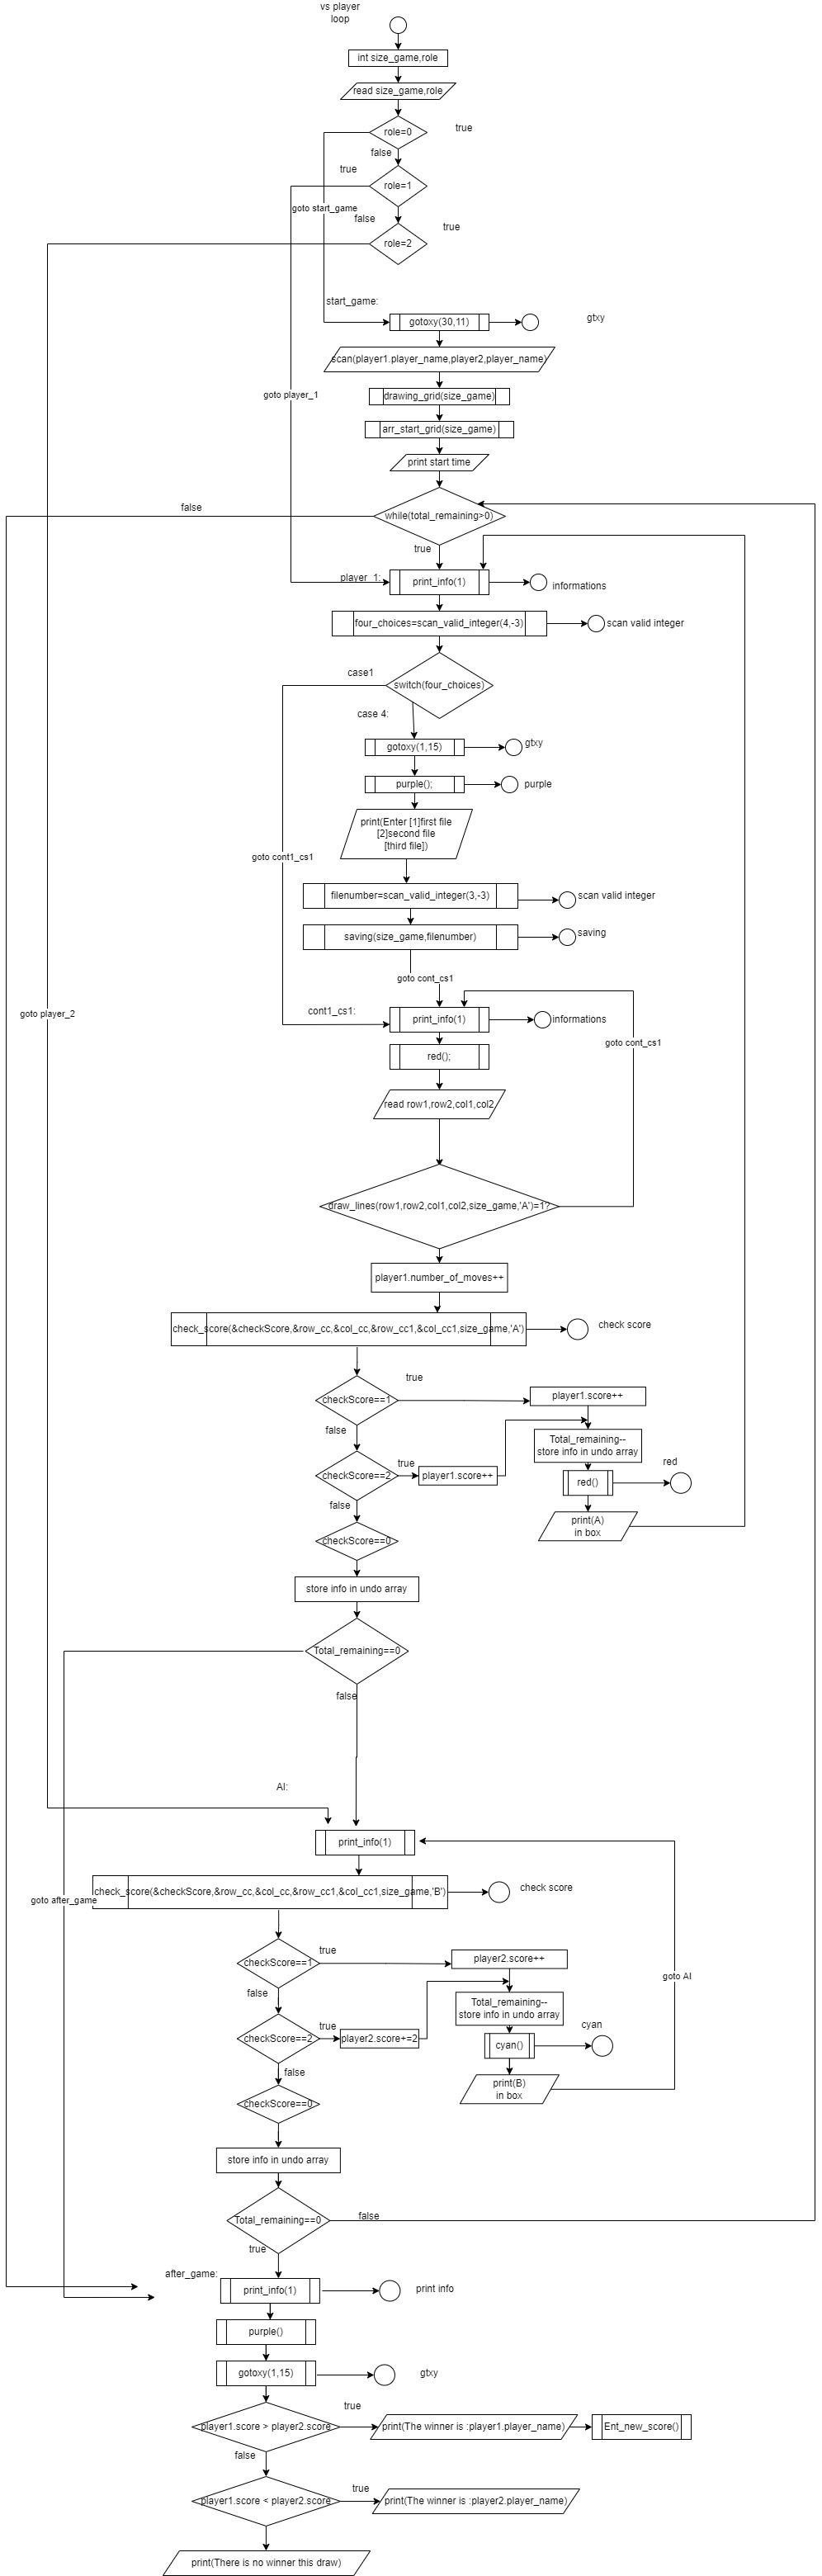 vs player
loop
int size_game,role
read size_game,role
role=0
true
false
true
role=1
goto start_game
false
true
role=2
start_game:
gotoxy(30,11)
gtxy
scan(player1.player_name,player2,player_name)
drawing_grid(size_game)
goto player_1
arr_start_grid(size_game)
print start time
false
while(total_remaining>0)
true
player_1:
print_info(1)
informations
four_choices=scan_valid_integer(4,-3)
scan valid integer
case1
switch(four_choices)
case 4:
gotoxy(1,15)
gtxy
purple();
purple
print(Enter [1]first file
[2]second file
[third file])
goto cont1_cs1
filenumber=scan_valid_integer(3,-3)
scan valid integer
saving(size_game,filenumber)
saving
goto cont_cs1
cont1_cs1:
goto player_2
print_info(1)
informations
goto cont_cs1
red();
read row1,row2,col1,col2
draw_lines(row1,row2,col1,col2,size_game,'A')=1?
player1.number_of_moves++
check_score(&checkScore,&row_cc,&col_cc,&row_cc1,&col_cc1,size_game,'A')
check score
true
checkScore==1
player1.score++
false
Total_remaining--
store info in undo array
true
red
checkScore==2
player1.score++
red()
false
print(A)
in box
checkScore==0
store info in undo array
Total_remaining==0
false
AI:
print_info(1)
check_score(&checkScore,&row_cc,&col_cc,&row_cc1,&col_cc1,size_game,'B')
check score
goto after_game
true
checkScore==1
player2.score++
goto AI
false
Total_remaining--
store info in undo array
true
cyan
checkScore==2
player2.score+=2
cyan()
false
print(B)
in box
checkScore==0
store info in undo array
Total_remaining==0
false
true
after_game:
print_info(1)
print info
purple()
gotoxy(1,15)
gtxy
true
player1.score > player2.score
print(The winner is :player1.player_name)
Ent_new_score()
false
true
player1.score < player2.score
print(The winner is :player2.player_name)
print(There is no winner this draw)